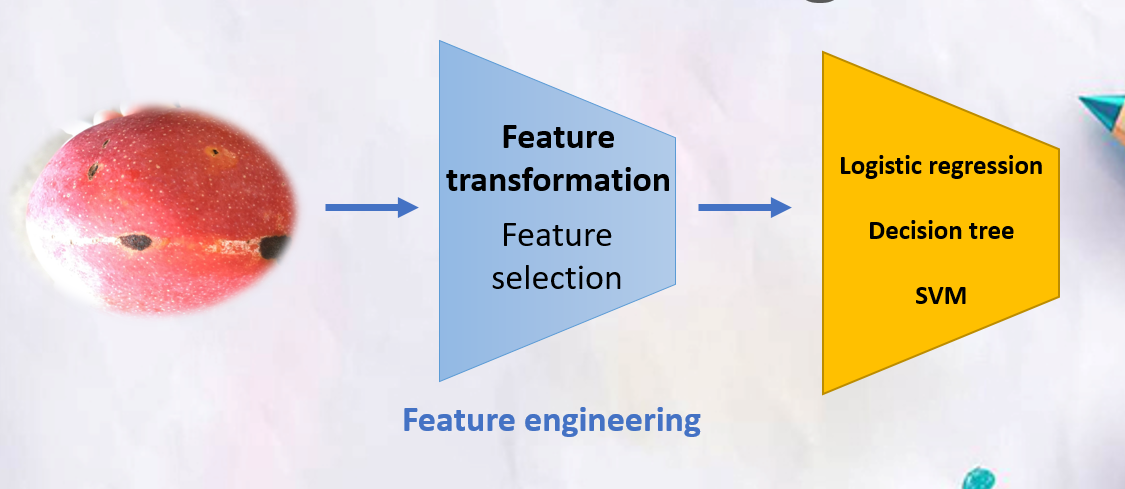 Feature
transformation
Feature
selection
Feature engineering
Logistic regression
Decision tree
SVM